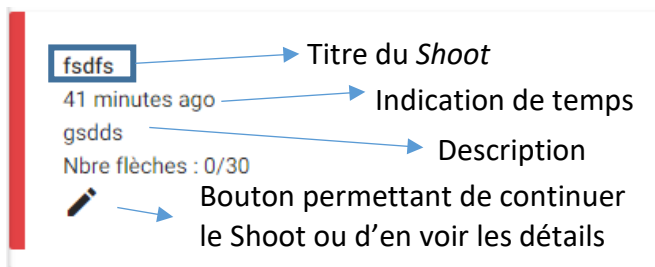 fsdfs
Titre du Shoot
41 minutes ago
Indication de temps
gsdds
Description
Nbre flèches : 0/30
Bouton permettant de continuer
le Shoot ou d’en voir les détails